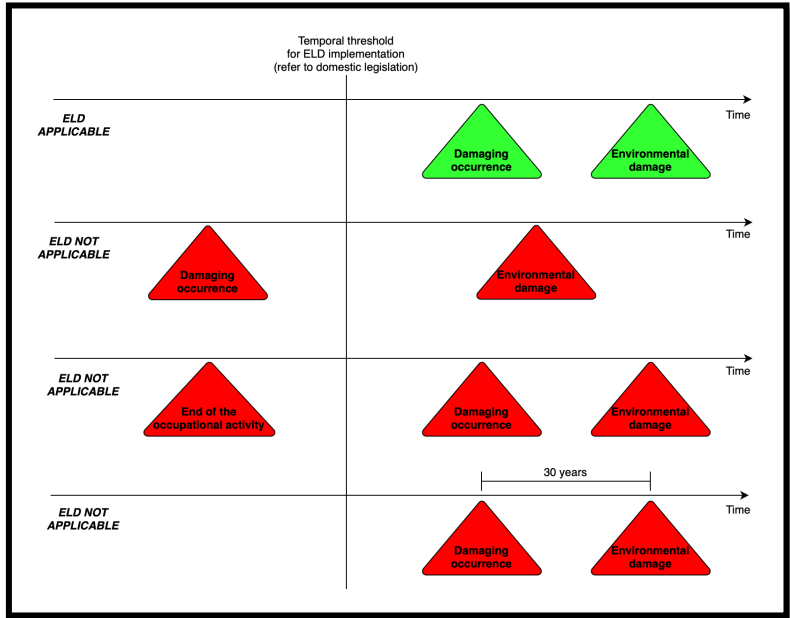 Temporal threshold
for ELD implementation
(refer to domestic legislation)
ELD
APPLICABLE
Time
Damaging
occurrence
Environmental
damage
ELD NOT
APPLICABLE
Time
Damaging
occurrence
Environmental
damage
ELD NOT
APPLICABLE
Time
End of the
occupational activity
Damaging
occurrence
Environmental
damage
30 years
ELD NOT
APPLICABLE
Time
Damaging
occurrence
Environmental
damage